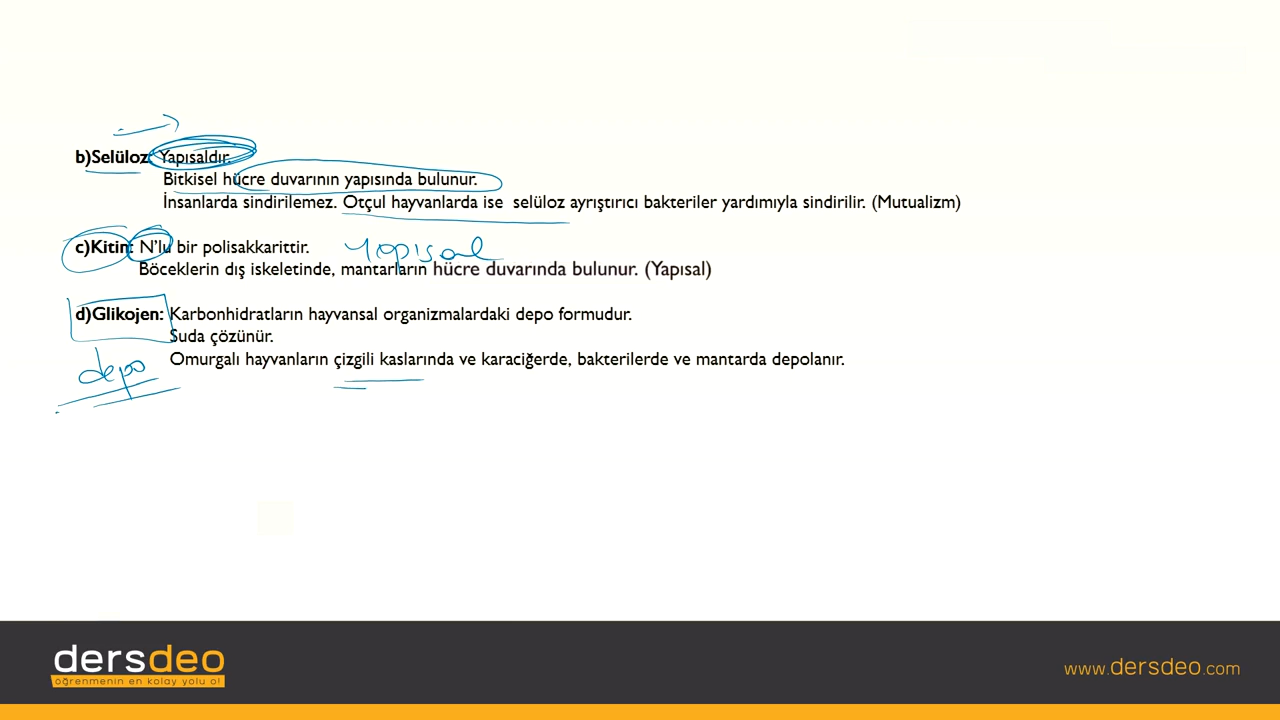 b)Selüloz: Yapısaldır.
Bitkisel hücre duvarının yapısında bulunur.
İnsanlarda sindirilemez. Otçul hayvanlarda ise selüloz ayrıştırıcı bakteriler yardımıyla sindirilir. (Mutualizm)
c)Kitin: N'lu bir polisakkarittir. Yapısal
Böceklerin dış iskeletinde, mantarların hücre duvarında bulunur. (Yapısal)
d)Glikojen: Karbonhidratların hayvansal organizmalardaki depo formudur.
Suda çözünür.
depo Omurgalı hayvanların çizgili kaslarında ve karaciğerde, bakterilerde ve mantarda depolanır.
dersdeo
öğrenmenin en kolay yolu o!
www.dersdeo.com